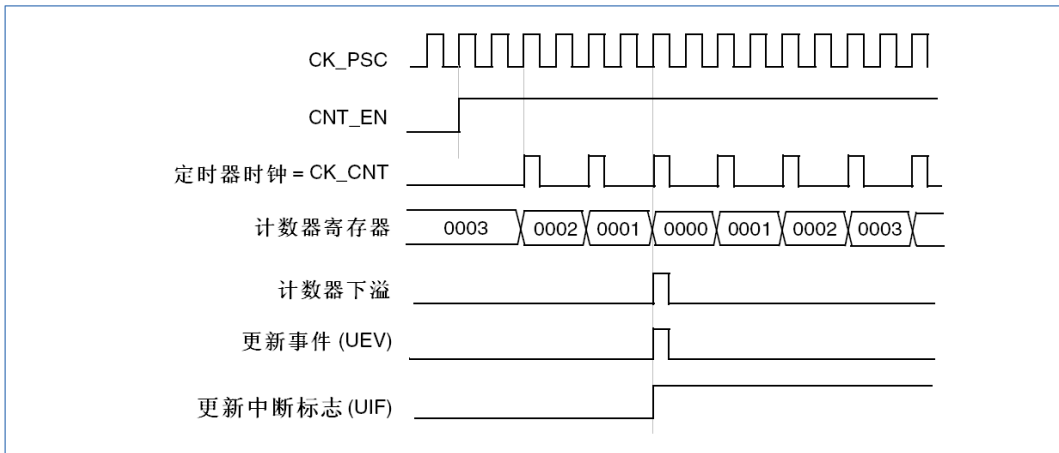 CK_PSC
CNT_EN
定时器时钟 = CK_CNT
计数器寄存器 0003 0002 0001 0000 0001 0002 0003
计数器下溢
更新事件 (UEV)
更新中断标志 (UIF)